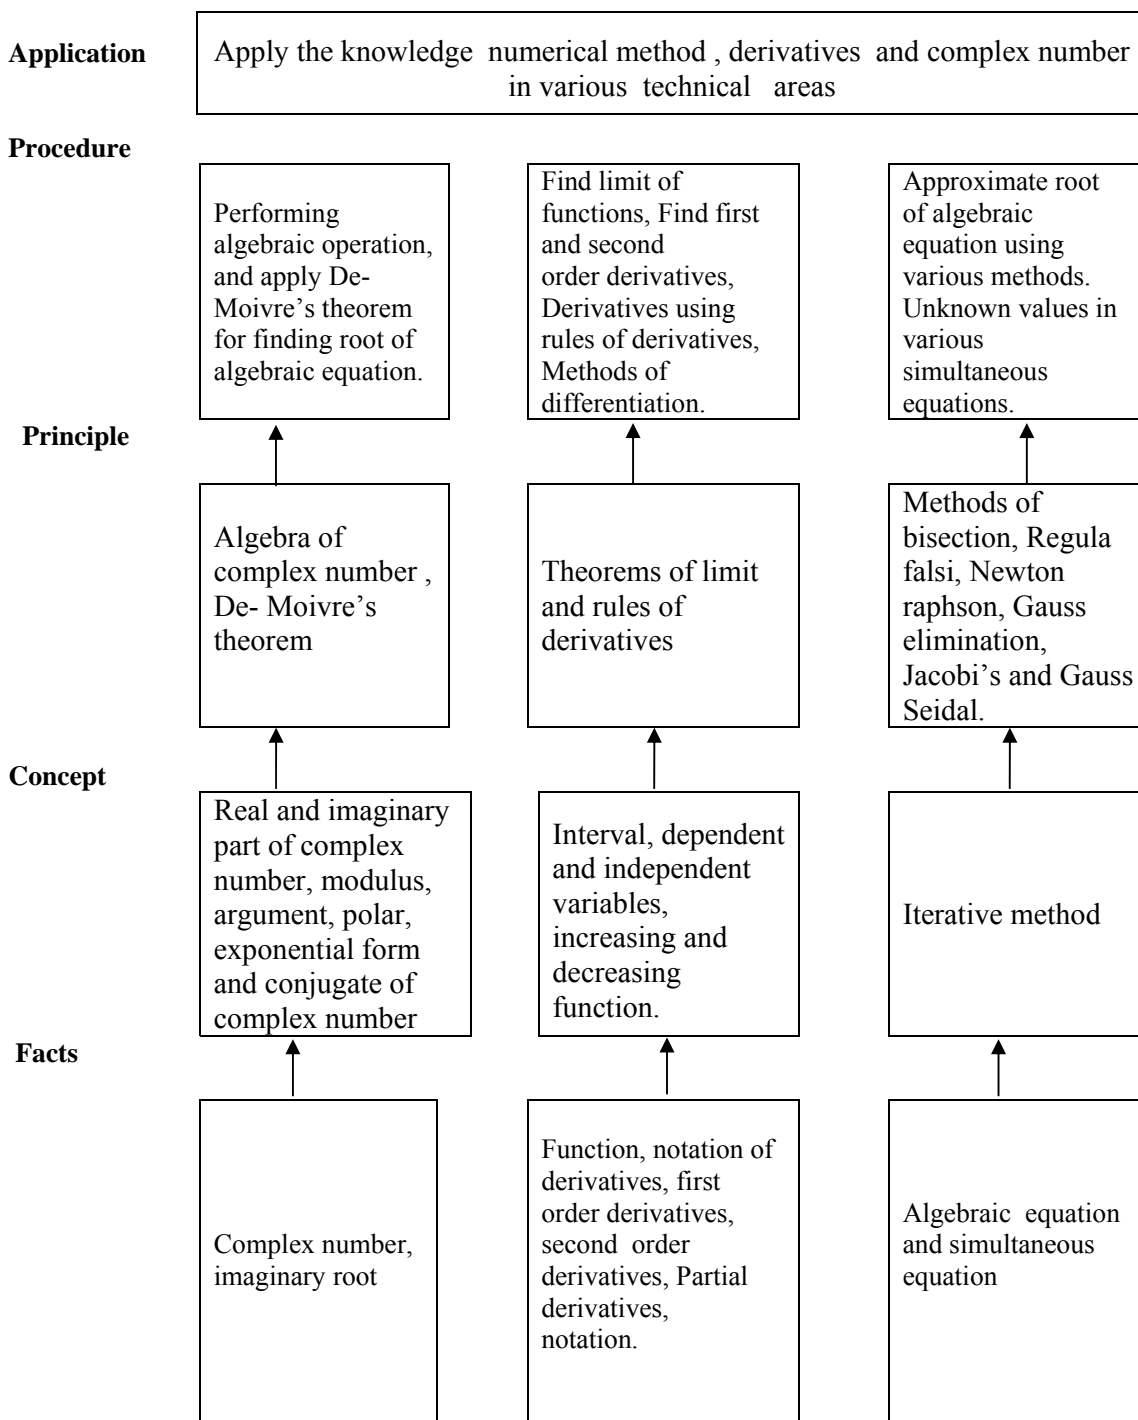 Application
Apply the knowledge numerical method , derivatives and complex number
in various technical areas
Procedure
Performing
algebraic operation,
and apply De-
Moivre’s theorem
for finding root of
algebraic equation.
Find limit of
functions, Find first
and second
order derivatives,
Derivatives using
rules of derivatives,
Methods of
differentiation.
Approximate root
of algebraic
equation using
various methods.
Unknown values in
various
simultaneous
equations.
Principle
Algebra of
complex number ,
De- Moivre’s
theorem
Theorems of limit
and rules of
derivatives
Methods of
bisection, Regula
falsi, Newton
raphson, Gauss
elimination,
Jacobi’s and Gauss
Seidal.
Concept
Real and imaginary
part of complex
number, modulus,
argument, polar,
exponential form
and conjugate of
complex number
Interval, dependent
and independent
variables,
increasing and
decreasing
function.
Iterative method
Facts
Complex number,
imaginary root
Function, notation of
derivatives, first
order derivatives,
second order
derivatives, Partial
derivatives,
notation.
Algebraic equation
and simultaneous
equation